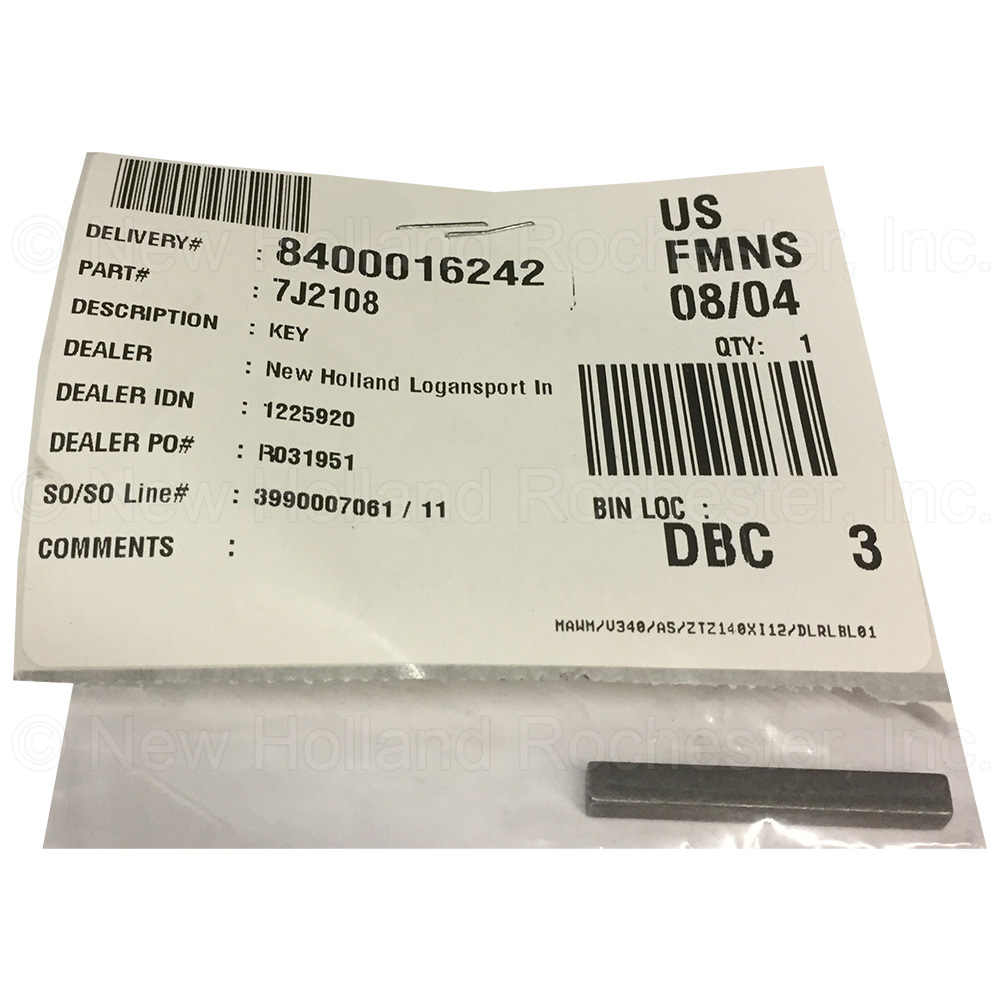 DELIVERY# : 8400016242
PART# : 7J2108
DESCRIPTION : KEY
DEALER : New Holland Logansport In
DEALER IDN : 1225920
DEALER PO# : R031951
SO/SO Line# : 3990007061 / 11
COMMENTS :
US
FMNS
08/04
QTY: 1
BIN LOC :
DBC 3
MAWM/V340/A5/ZTZ140XI12/DLRLBL01
© New Holland Rochester, Inc.
© New Holland Rochester, Inc.
© New Holland Rochester, Inc.